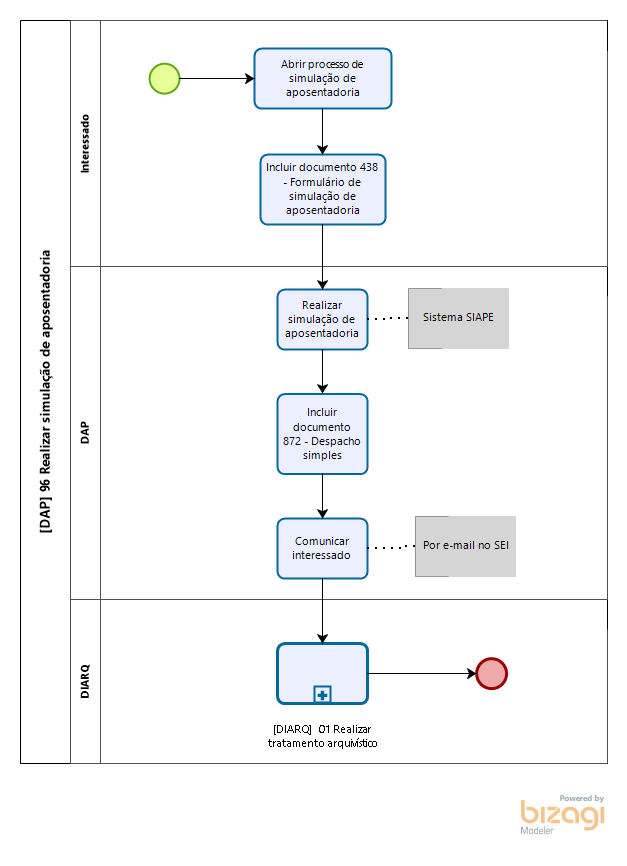 [DAP] 96 Realizar simulação de aposentadoria
Interessado
Abrir processo de
simulação de
aposentadoria
Incluir documento 438
- Formulário de
simulação de
aposentadoria
DAP
Realizar
simulação de
aposentadoria
Sistema SIAPE
Incluir
documento
872 - Despacho
simples
Comunicar
interessado
Por e-mail no SEI
DIARQ
[DIARQ] 01 Realizar
tratamento arquivístico
Powered by
bizagi
Modeler